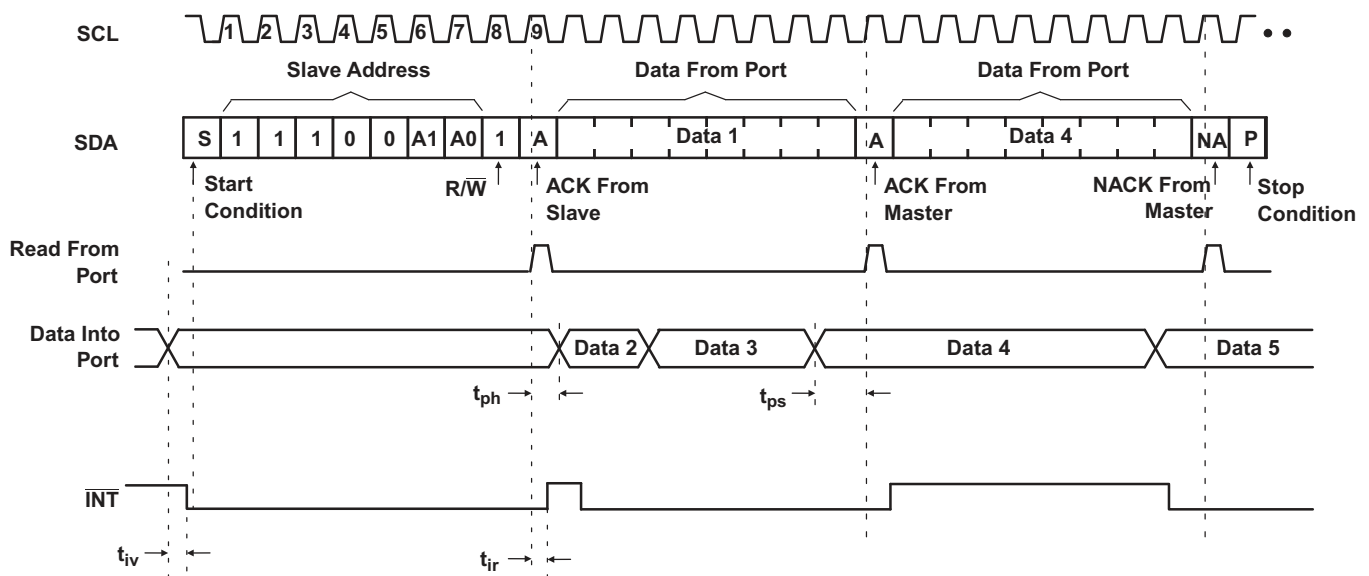 SCL
1 2 3 4 5 6 7 8 9
Slave Address
Data From Port
Data From Port
SDA
S 1 1 1 0 0 A1 A0 1 A Data 1 A Data 4 NA P
Start
Condition
R/W̅
ACK From
Slave
ACK From
Master
NACK From
Master
Stop
Condition
Read From
Port
Data Into
Port
Data 2 Data 3 Data 4 Data 5
tph
tps
I̅N̅T̅
tiv
tir